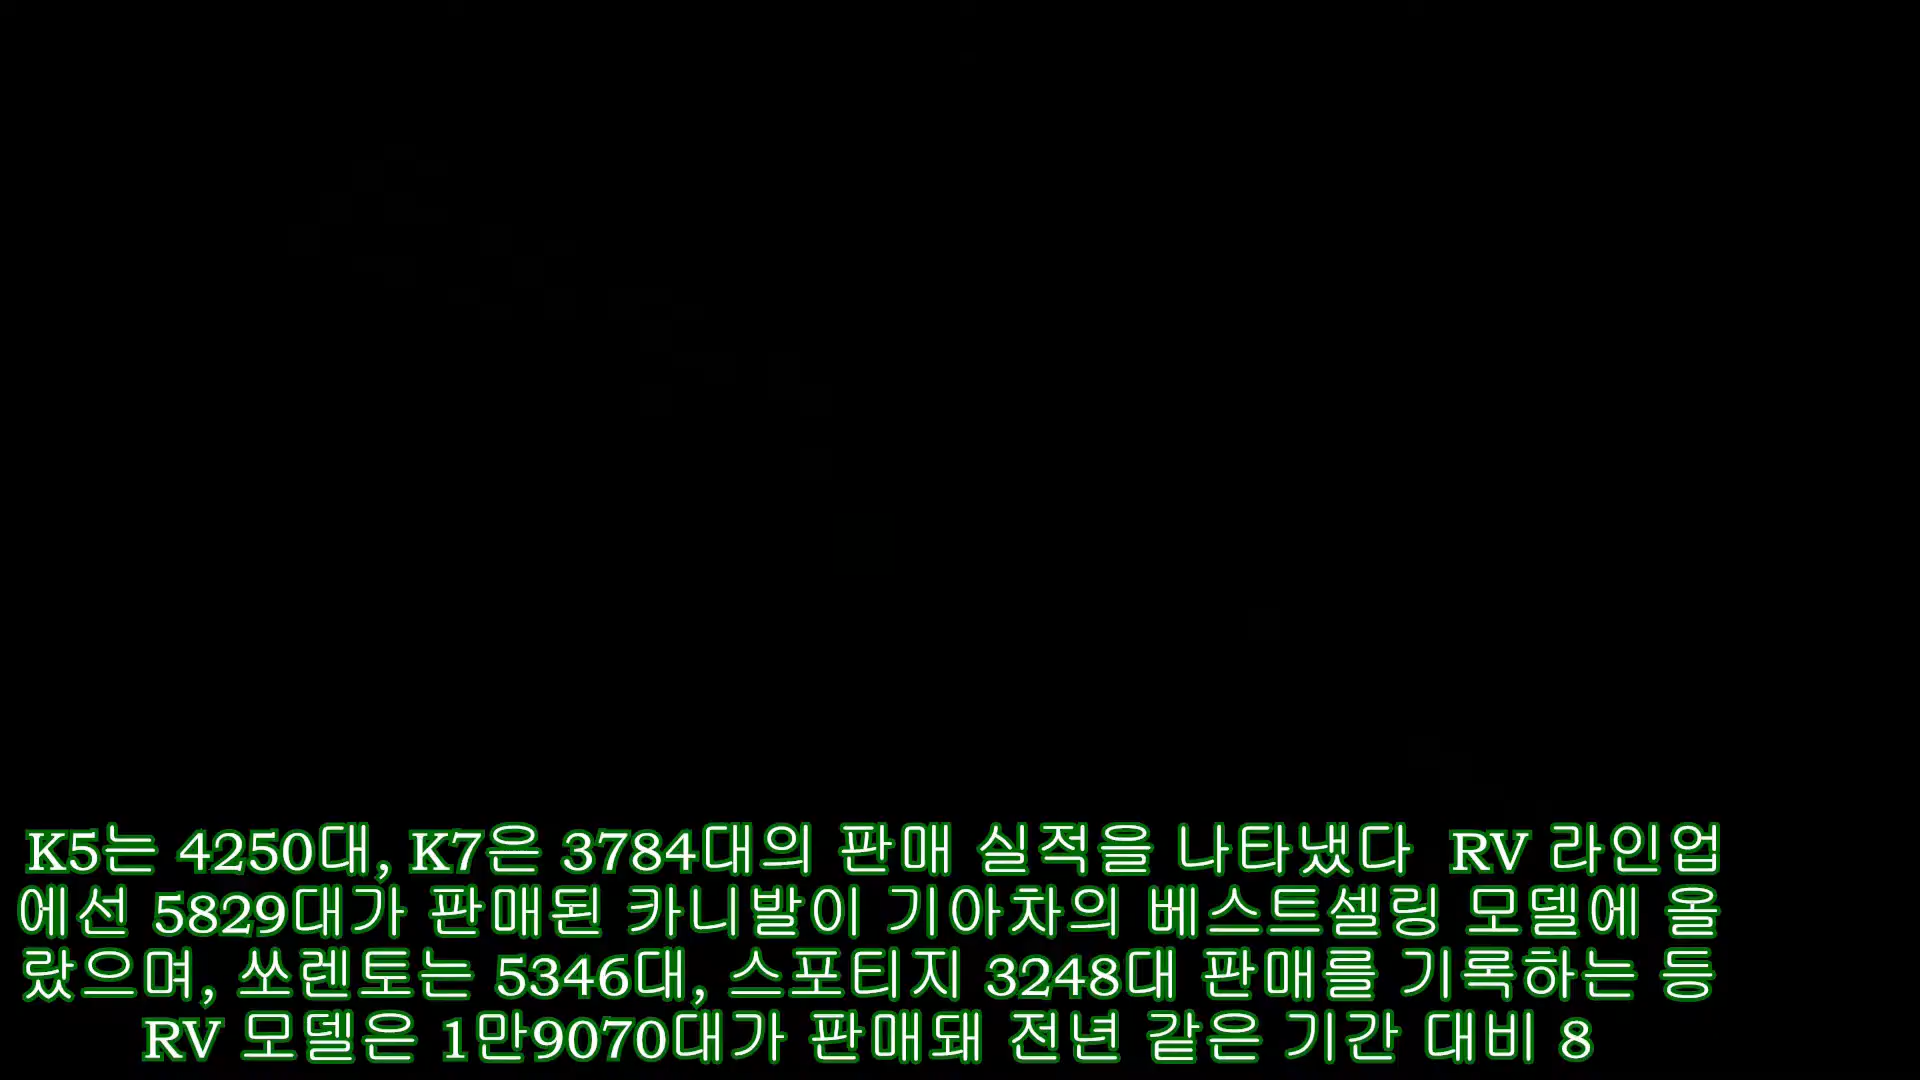 K5는 4250대, K7은 3784대의 판매 실적을 나타냈다  RV 라인업
에선 5829대가 판매된 카니발이 기아차의 베스트셀링 모델에 올
랐으며, 쏘렌토는 5346대, 스포티지 3248대 판매를 기록하는 등
RV 모델은 1만9070대가 판매돼 전년 같은 기간 대비 8